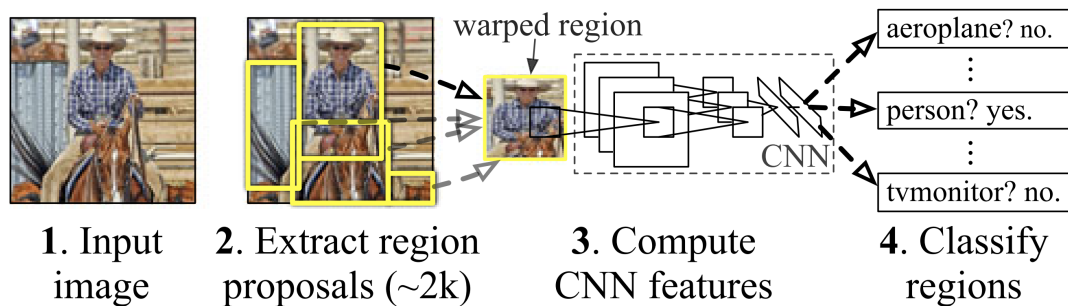 warped region
aeroplane? no.
⋮
person? yes.
CNN
⋮
tvmonitor? no.
1. Input
image
2. Extract region
proposals (~2k)
3. Compute
CNN features
4. Classify
regions